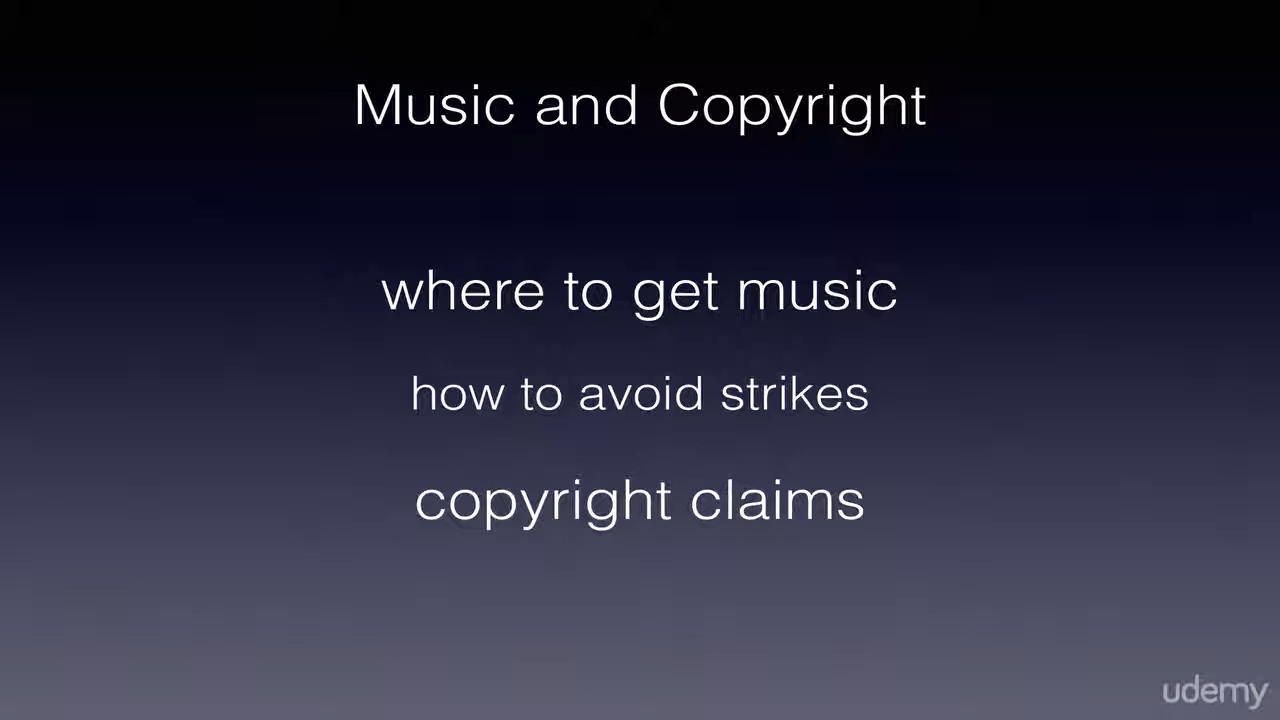 Music and Copyright
where to get music
how to avoid strikes
copyright claims
udemy